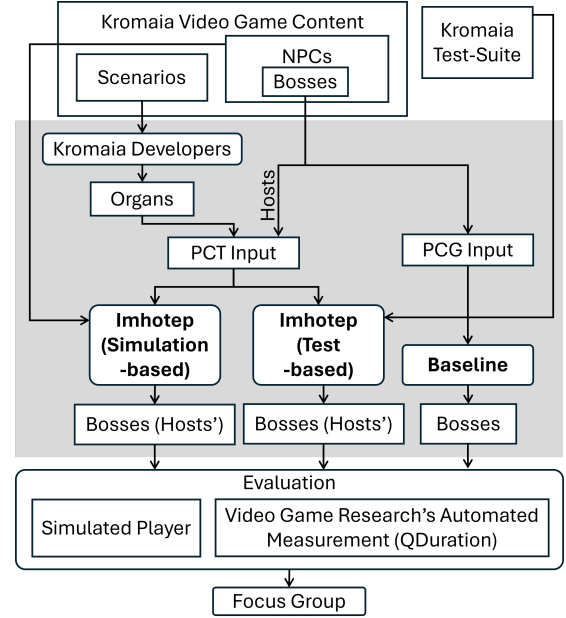 Kromaia Video Game Content
Kromaia
Test-Suite
NPCs
Scenarios
Bosses
Kromaia Developers
Organs
Hosts
PCT Input
PCG Input
Imhotep
(Simulation
-based)
Imhotep
(Test
-based)
Baseline
Bosses (Hosts’)
Bosses (Hosts’)
Bosses
Evaluation
Simulated Player
Video Game Research’s Automated
Measurement (QDuration)
Focus Group